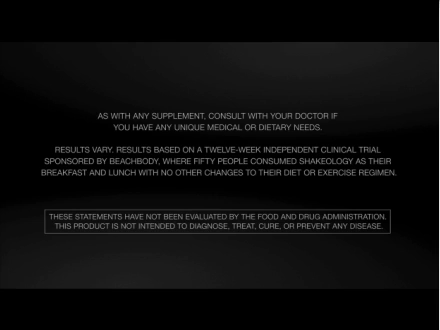 AS WITH ANY SUPPLEMENT, CONSULT WITH YOUR DOCTOR IF
YOU HAVE ANY UNIQUE MEDICAL OR DIETARY NEEDS.
RESULTS VARY. RESULTS BASED ON A TWELVE-WEEK INDEPENDENT CLINICAL TRIAL
SPONSORED BY BEACHBODY, WHERE FIFTY PEOPLE CONSUMED SHAKEOLOGY AS THEIR
BREAKFAST AND LUNCH WITH NO OTHER CHANGES TO THEIR DIET OR EXERCISE REGIMEN.
THESE STATEMENTS HAVE NOT BEEN EVALUATED BY THE FOOD AND DRUG ADMINISTRATION.
THIS PRODUCT IS NOT INTENDED TO DIAGNOSE, TREAT, CURE, OR PREVENT ANY DISEASE.